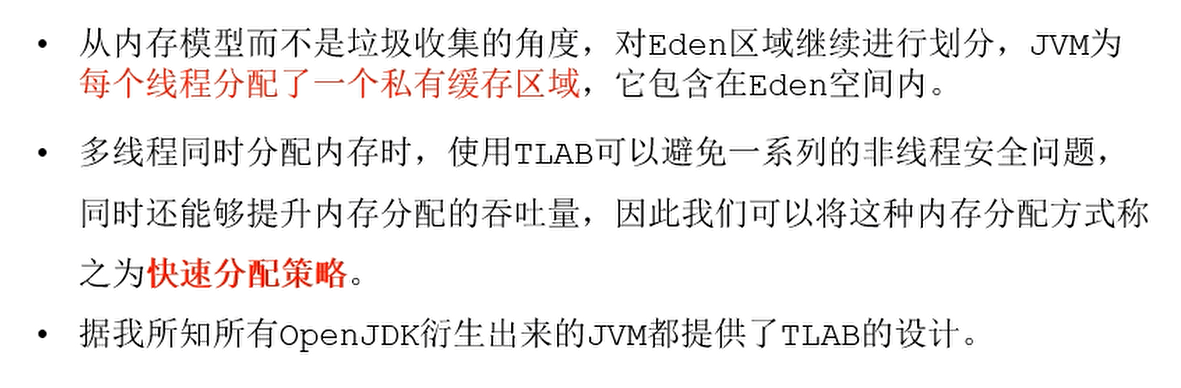 • 从内存模型而不是垃圾收集的角度，对Eden区域继续进行划分，JVM为
每个线程分配了一个私有缓存区域，它包含在Eden空间内。
• 多线程同时分配内存时，使用TLAB可以避免一系列的非线程安全问题，
同时还能够提升内存分配的吞吐量，因此我们可以将这种内存分配方式称
之为快速分配策略。
• 据我所知所有OpenJDK衍生出来的JVM都提供了TLAB的设计。